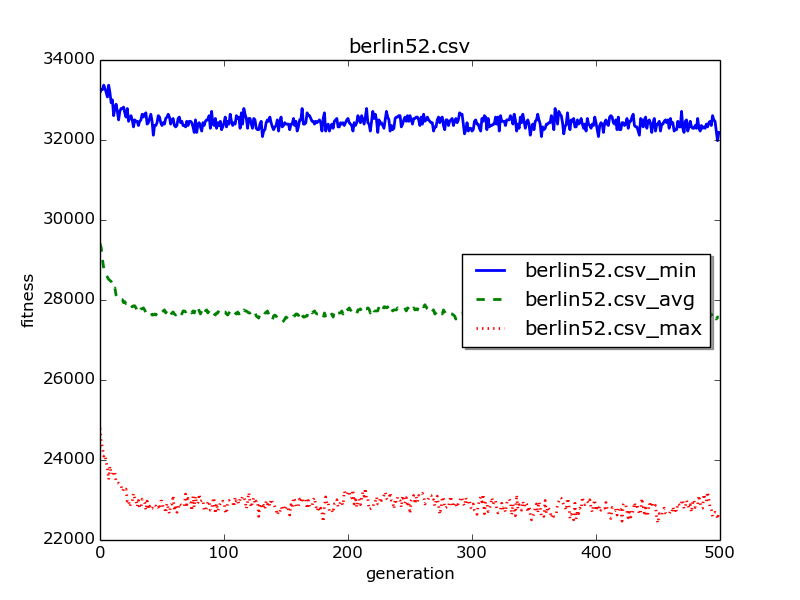 berlin52.csv
34000
32000
30000
28000
26000
24000
22000
fitness
berlin52.csv_min
berlin52.csv_avg
berlin52.csv_max
0 100 200 300 400 500
generation